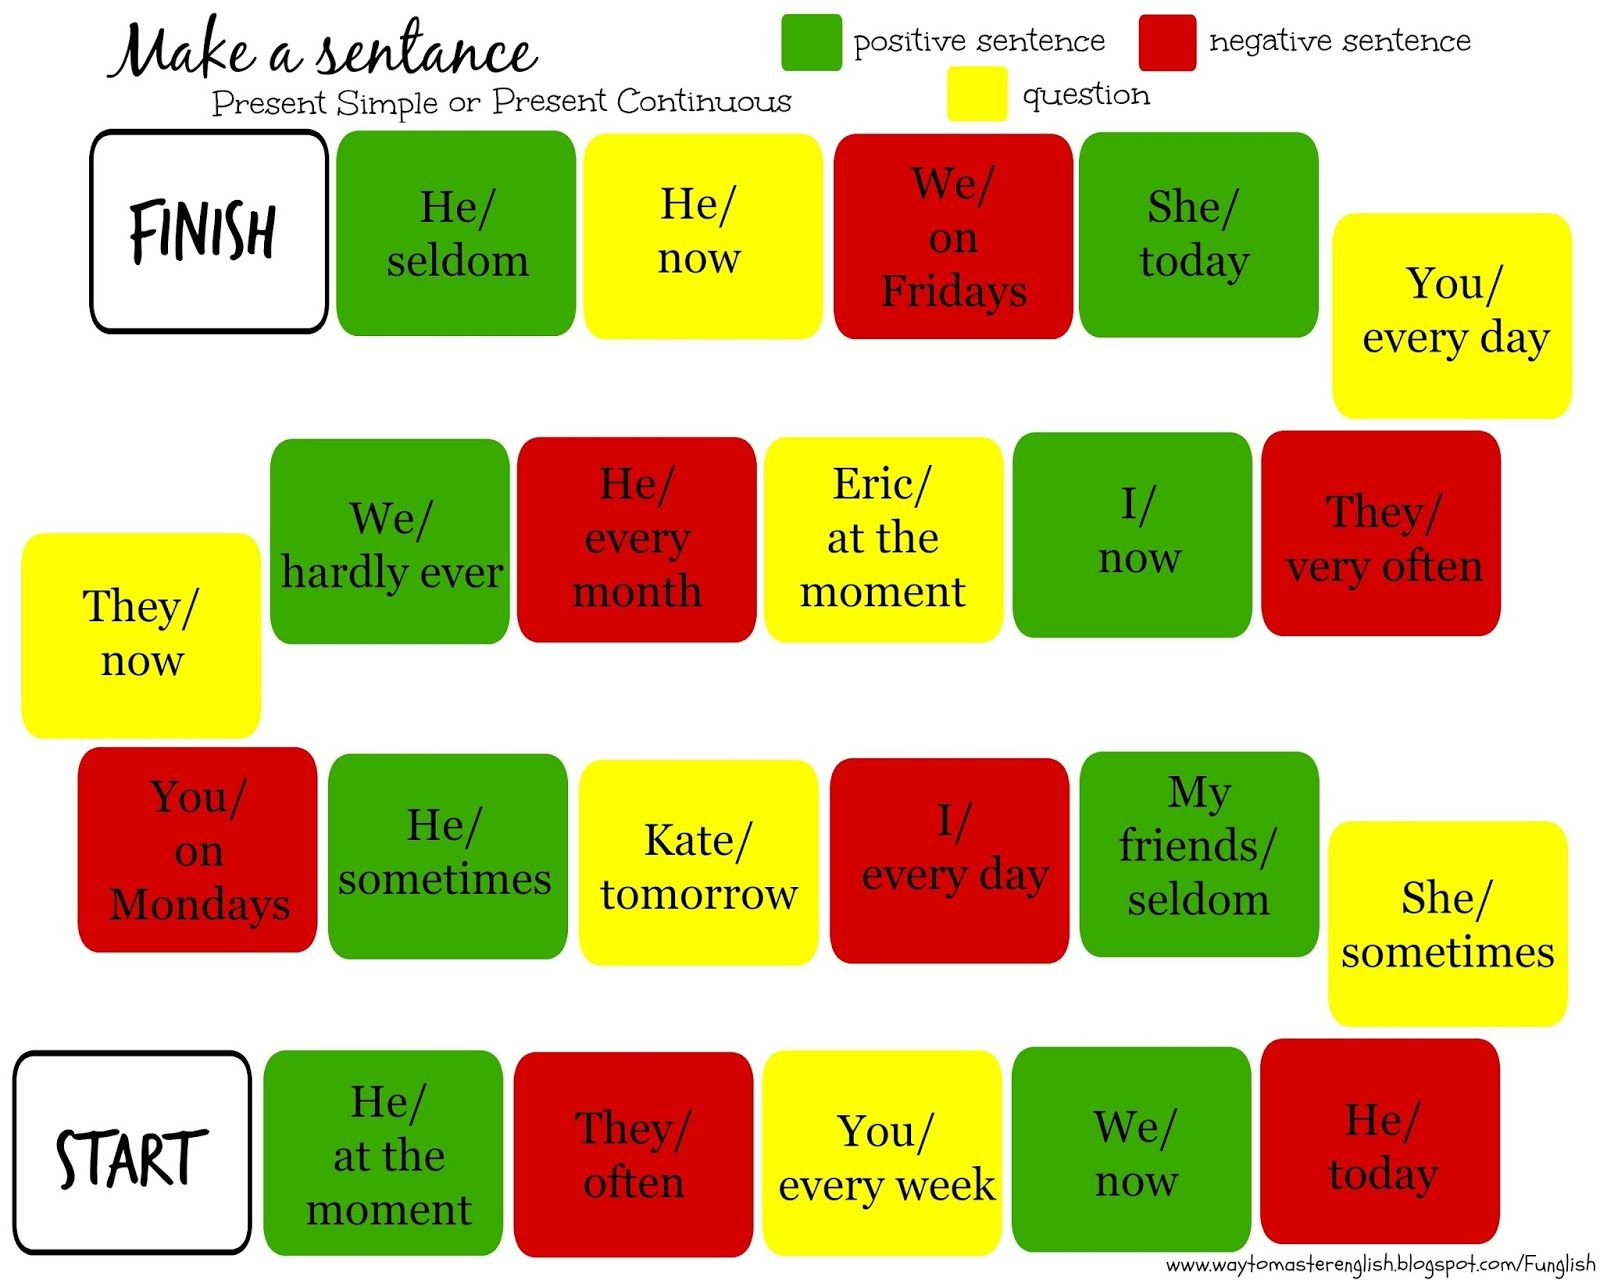 Make a sentance
Present Simple or Present Continuous
positive sentence
negative sentence
question
FINISH
He/
seldom
He/
now
We/
on
Fridays
She/
today
You/
every day
We/
hardly ever
He/
every
month
Eric/
at the
moment
I/
now
They/
very often
They/
now
You/
on
Mondays
He/
sometimes
Kate/
tomorrow
I/
every day
My
friends/
seldom
She/
sometimes
START
He/
at the
moment
They/
often
You/
every week
We/
now
He/
today
www.waytomasterenglish.blogspot.com/Funglish